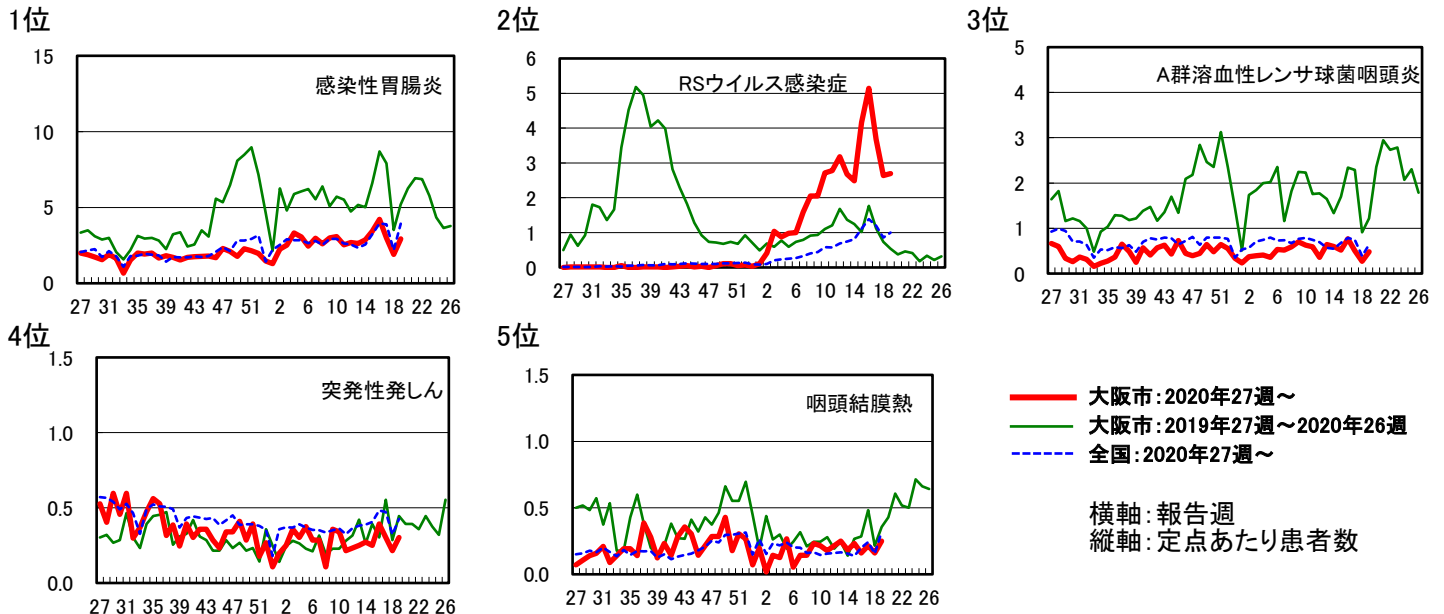 1位
感染性胃腸炎
15
10
5
0
27 31 35 39 43 47 51 2 6 10 14 18 22 26
2位
RSウイルス感染症
6
5
4
3
2
1
0
27 31 35 39 43 47 51 2 6 10 14 18 22 26
3位
A群溶血性レンサ球菌咽頭炎
5
4
3
2
1
0
27 31 35 39 43 47 51 2 6 10 14 18 22 26
4位
突発性発しん
1.5
1.0
0.5
0.0
27 31 35 39 43 47 51 2 6 10 14 18 22 26
5位
咽頭結膜熱
1.5
1.0
0.5
0.0
27 31 35 39 43 47 51 2 6 10 14 18 22 26
大阪市:2020年27週～
大阪市:2019年27週～2020年26週
全国:2020年27週～
横軸:報告週
縦軸:定点あたり患者数